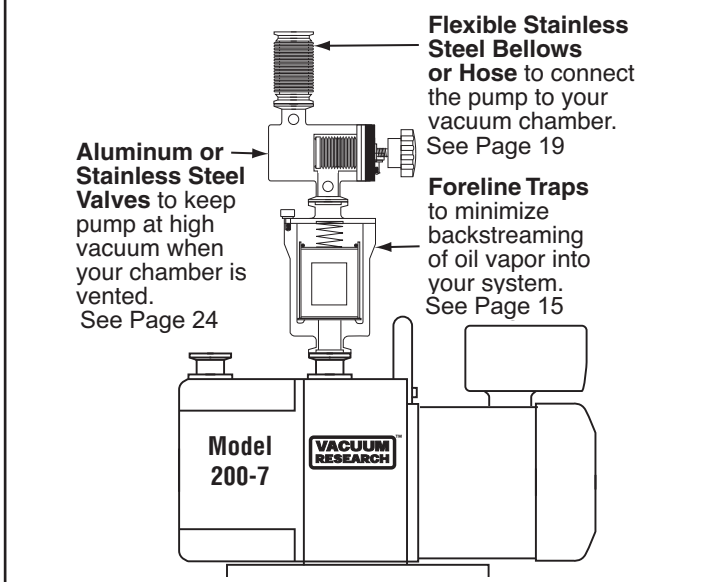 Flexible Stainless
Steel Bellows
or Hose to connect
the pump to your
vacuum chamber.
See Page 19
Aluminum or
Stainless Steel
Valves to keep
pump at high
vacuum when
your chamber is
vented.
See Page 24
Foreline Traps
to minimize
backstreaming
of oil vapor into
your system.
See Page 15
Model
200-7
VACUUM™
RESEARCH